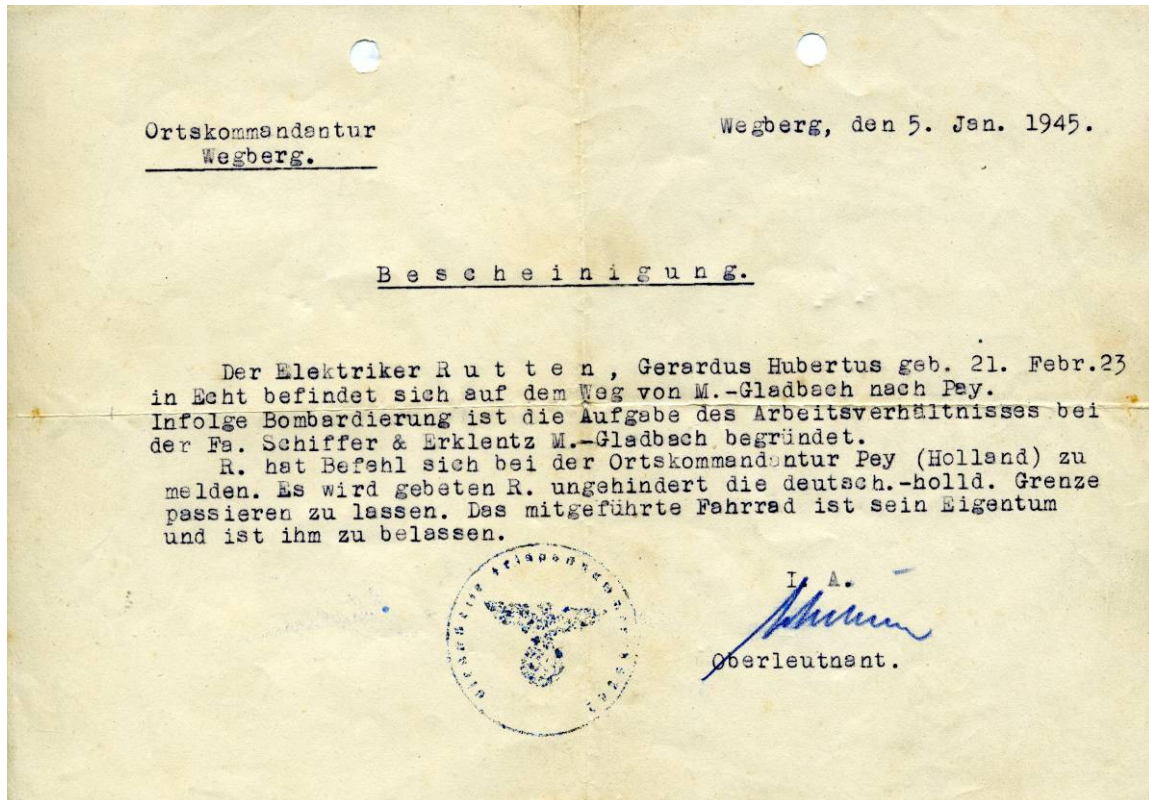 Ortskommandantur
Wegberg.
Wegberg, den 5. Jan. 1945.
B e s c h e i n i g u n g.
Der Elektriker R u t t e n , Gerardus Hubertus geb. 21. Febr.23
in Echt befindet sich auf dem Weg von M.-Gladbach nach Pey.
Infolge Bombardierung ist die Aufgabe des Arbeitsverhältnisses bei
der Fa. Schiffer & Erklentz M.-Gladbach begründet.
R. hat Befehl sich bei der Ortskommandantur Pey (Holland) zu
melden. Es wird gebeten R. ungehindert die deutsch.-holld. Grenze
passieren zu lassen. Das mitgeführte Fahrrad ist sein Eigentum
und ist ihm zu belassen.
I. A.
Oberleutnant.